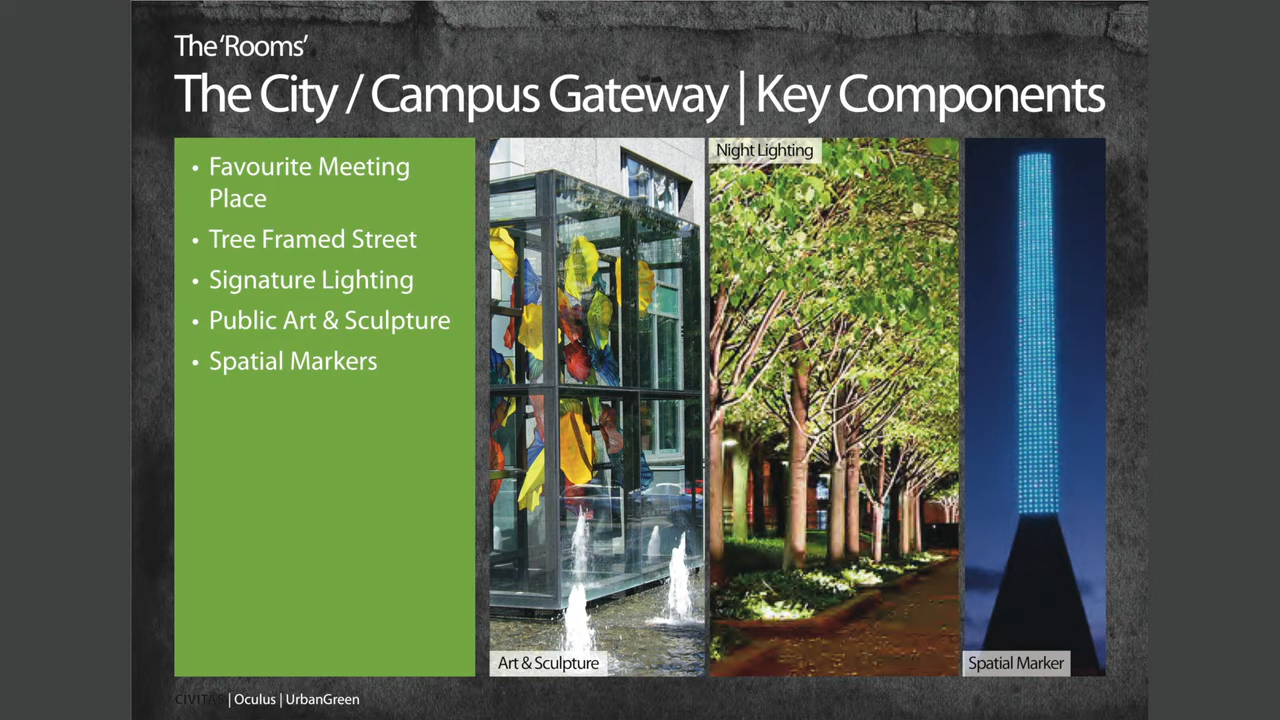 The 'Rooms'
The City / Campus Gateway | Key Components
• Favourite Meeting
Place
• Tree Framed Street
• Signature Lighting
• Public Art & Sculpture
• Spatial Markers
Night Lighting
Art & Sculpture
Spatial Marker
CIVITAS | Oculus | UrbanGreen